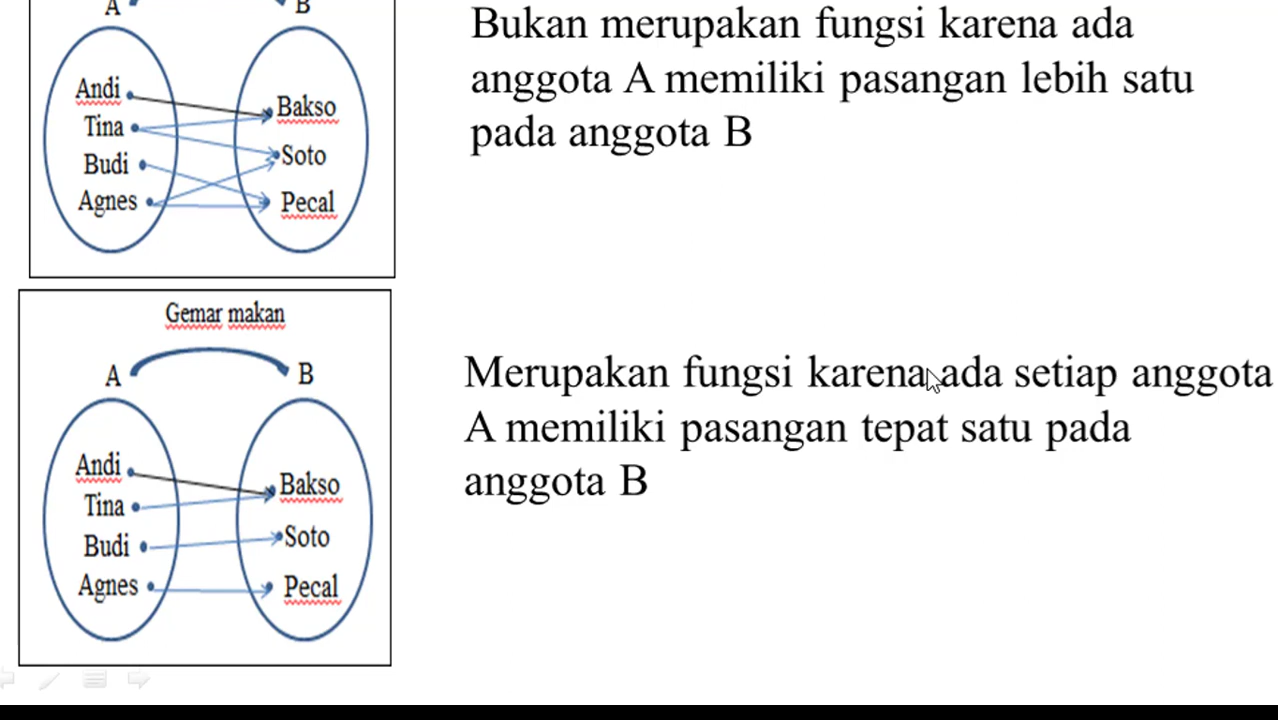 A B
Andi
Tina
Budi
Agnes
Bakso
Soto
Pecal
Bukan merupakan fungsi karena ada
anggota A memiliki pasangan lebih satu
pada anggota B
Gemar makan
A B
Andi
Tina
Budi
Agnes
Bakso
Soto
Pecal
Merupakan fungsi karena ada setiap anggota
A memiliki pasangan tepat satu pada
anggota B